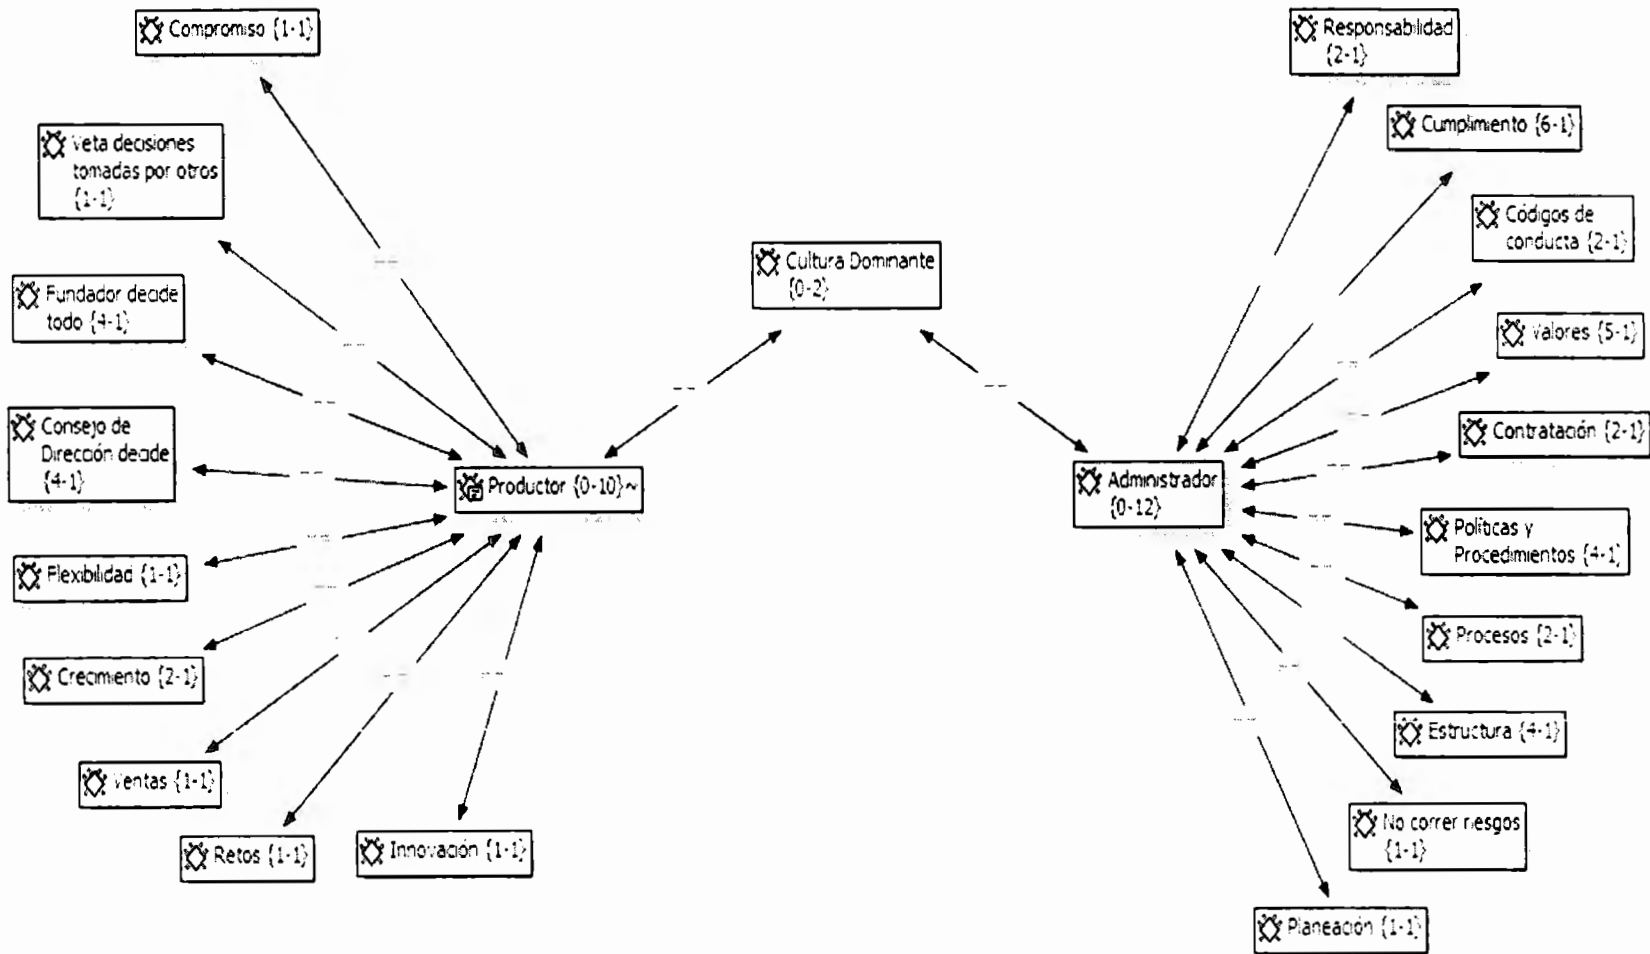 Compromiso {1-1}
Veta decisiones
tomadas por otros
{1-1}
Fundador decide
todo {4-1}
Consejo de
Dirección decide
{4-1}
Flexibilidad {1-1}
Crecimiento {2-1}
Ventas {1-1}
Retos {1-1}
Innovación {1-1}
Productor {0-10}~
Cultura Dominante
{0-2}
Administrador
{0-12}
Responsabilidad
{2-1}
Cumplimiento {6-1}
Códigos de
conducta {2-1}
Valores {5-1}
Contratación {2-1}
Políticas y
Procedimientos {4-1}
Procesos {2-1}
Estructura {4-1}
No correr riesgos
{1-1}
Planeación {1-1}